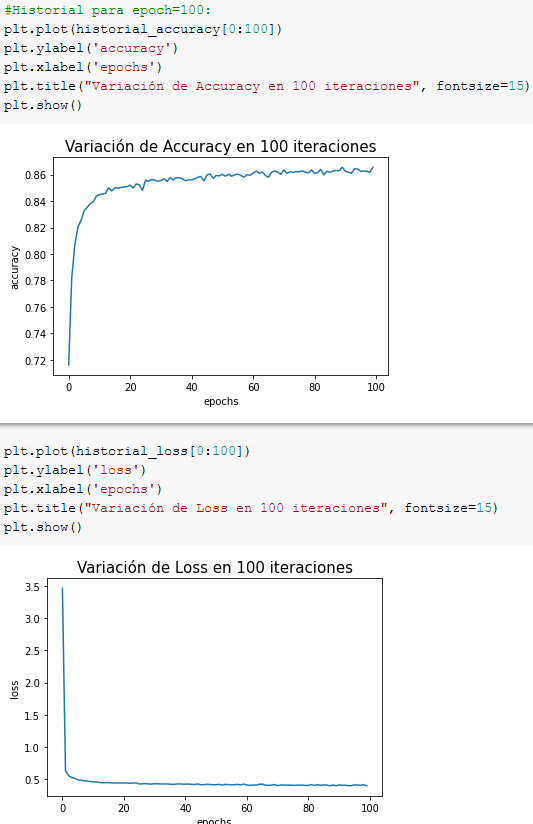 #Historial para epoch=100:
plt.plot(historial_accuracy[0:100])
plt.ylabel('accuracy')
plt.xlabel('epochs')
plt.title("Variación de Accuracy en 100 iteraciones", fontsize=15)
plt.show()
Variación de Accuracy en 100 iteraciones
0.86
0.84
0.82
0.80
0.78
0.76
0.74
0.72
accuracy
0 20 40 60 80 100
epochs
plt.plot(historial_loss[0:100])
plt.ylabel('loss')
plt.xlabel('epochs')
plt.title("Variación de Loss en 100 iteraciones", fontsize=15)
plt.show()
Variación de Loss en 100 iteraciones
3.5
3.0
2.5
2.0
1.5
1.0
0.5
loss
0 20 40 60 80 100
epochs